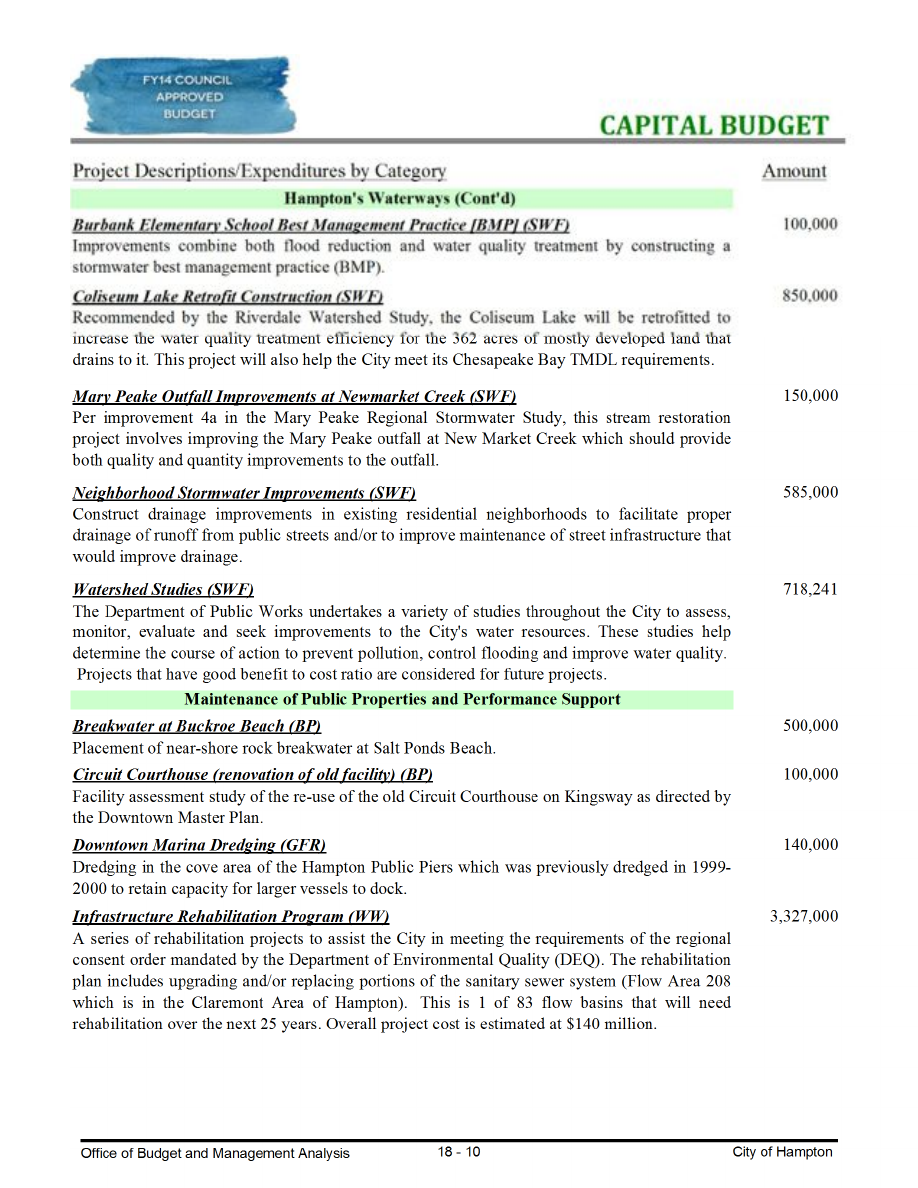 FY14 COUNCIL
APPROVED
BUDGET
CAPITAL BUDGET
Project Descriptions/Expenditures by Category Amount
Hampton's Waterways (Cont'd)
Burbank Elementary School Best Management Practice [BMP] (SWF) 100,000
Improvements combine both flood reduction and water quality treatment by constructing a
stormwater best management practice (BMP).
Coliseum Lake Retrofit Construction (SWF) 850,000
Recommended by the Riverdale Watershed Study, the Coliseum Lake will be retrofitted to
increase the water quality treatment efficiency for the 362 acres of mostly developed land that
drains to it. This project will also help the City meet its Chesapeake Bay TMDL requirements.
Mary Peake Outfall Improvements at Newmarket Creek (SWF) 150,000
Per improvement 4a in the Mary Peake Regional Stormwater Study, this stream restoration
project involves improving the Mary Peake outfall at New Market Creek which should provide
both quality and quantity improvements to the outfall.
Neighborhood Stormwater Improvements (SWF) 585,000
Construct drainage improvements in existing residential neighborhoods to facilitate proper
drainage of runoff from public streets and/or to improve maintenance of street infrastructure that
would improve drainage.
Watershed Studies (SWF) 718,241
The Department of Public Works undertakes a variety of studies throughout the City to assess,
monitor, evaluate and seek improvements to the City's water resources. These studies help
determine the course of action to prevent pollution, control flooding and improve water quality.
Projects that have good benefit to cost ratio are considered for future projects.
Maintenance of Public Properties and Performance Support
Breakwater at Buckroe Beach (BP) 500,000
Placement of near-shore rock breakwater at Salt Ponds Beach.
Circuit Courthouse (renovation of old facility) (BP) 100,000
Facility assessment study of the re-use of the old Circuit Courthouse on Kingsway as directed by
the Downtown Master Plan.
Downtown Marina Dredging (GFR) 140,000
Dredging in the cove area of the Hampton Public Piers which was previously dredged in 1999-
2000 to retain capacity for larger vessels to dock.
Infrastructure Rehabilitation Program (WW) 3,327,000
A series of rehabilitation projects to assist the City in meeting the requirements of the regional
consent order mandated by the Department of Environmental Quality (DEQ). The rehabilitation
plan includes upgrading and/or replacing portions of the sanitary sewer system (Flow Area 208
which is in the Claremont Area of Hampton). This is 1 of 83 flow basins that will need
rehabilitation over the next 25 years. Overall project cost is estimated at $140 million.
Office of Budget and Management Analysis 18 - 10 City of Hampton